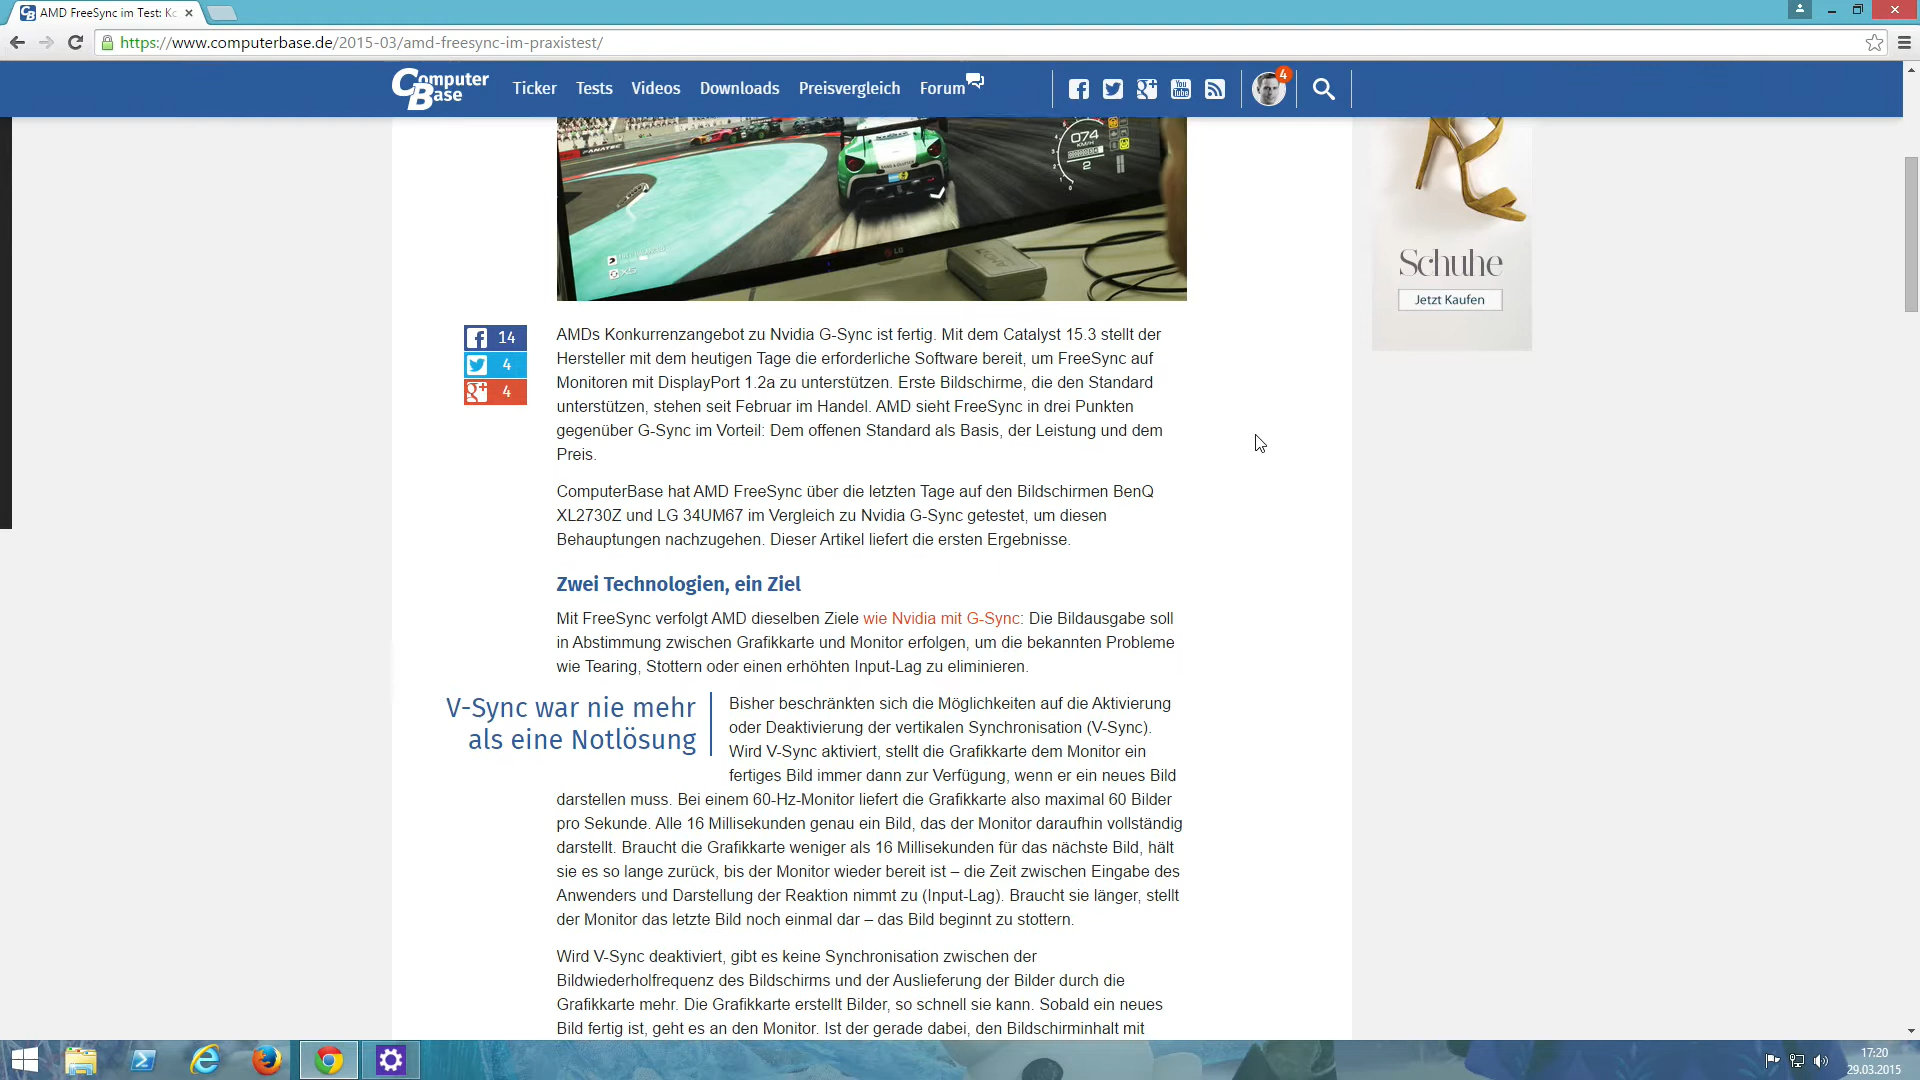 AMD FreeSync im Test: Ko
https://www.computerbase.de/2015-03/amd-freesync-im-praxistest/
Computer Base
Ticker Tests Videos Downloads Preisvergleich Forum
You Tube
4
FANATEC
074
KM/H
2
LG
AMD
Schuhe
Jetzt Kaufen
14
4
4
AMDs Konkurrenzangebot zu Nvidia G-Sync ist fertig. Mit dem Catalyst 15.3 stellt der
Hersteller mit dem heutigen Tage die erforderliche Software bereit, um FreeSync auf
Monitoren mit DisplayPort 1.2a zu unterstützen. Erste Bildschirme, die den Standard
unterstützen, stehen seit Februar im Handel. AMD sieht FreeSync in drei Punkten
gegenüber G-Sync im Vorteil: Dem offenen Standard als Basis, der Leistung und dem
Preis.
ComputerBase hat AMD FreeSync über die letzten Tage auf den Bildschirmen BenQ
XL2730Z und LG 34UM67 im Vergleich zu Nvidia G-Sync getestet, um diesen
Behauptungen nachzugehen. Dieser Artikel liefert die ersten Ergebnisse.
Zwei Technologien, ein Ziel
Mit FreeSync verfolgt AMD dieselben Ziele wie Nvidia mit G-Sync: Die Bildausgabe soll
in Abstimmung zwischen Grafikkarte und Monitor erfolgen, um die bekannten Probleme
wie Tearing, Stottern oder einen erhöhten Input-Lag zu eliminieren.
V-Sync war nie mehr
als eine Notlösung
Bisher beschränkten sich die Möglichkeiten auf die Aktivierung
oder Deaktivierung der vertikalen Synchronisation (V-Sync).
Wird V-Sync aktiviert, stellt die Grafikkarte dem Monitor ein
fertiges Bild immer dann zur Verfügung, wenn er ein neues Bild
darstellen muss. Bei einem 60-Hz-Monitor liefert die Grafikkarte also maximal 60 Bilder
pro Sekunde. Alle 16 Millisekunden genau ein Bild, das der Monitor daraufhin vollständig
darstellt. Braucht die Grafikkarte weniger als 16 Millisekunden für das nächste Bild, hält
sie es so lange zurück, bis der Monitor wieder bereit ist – die Zeit zwischen Eingabe des
Anwenders und Darstellung der Reaktion nimmt zu (Input-Lag). Braucht sie länger, stellt
der Monitor das letzte Bild noch einmal dar – das Bild beginnt zu stottern.
Wird V-Sync deaktiviert, gibt es keine Synchronisation zwischen der
Bildwiederholfrequenz des Bildschirms und der Auslieferung der Bilder durch die
Grafikkarte mehr. Die Grafikkarte erstellt Bilder, so schnell sie kann. Sobald ein neues
Bild fertig ist, geht es an den Monitor. Ist der gerade dabei, den Bildschirminhalt mit
17:20
29.03.2015